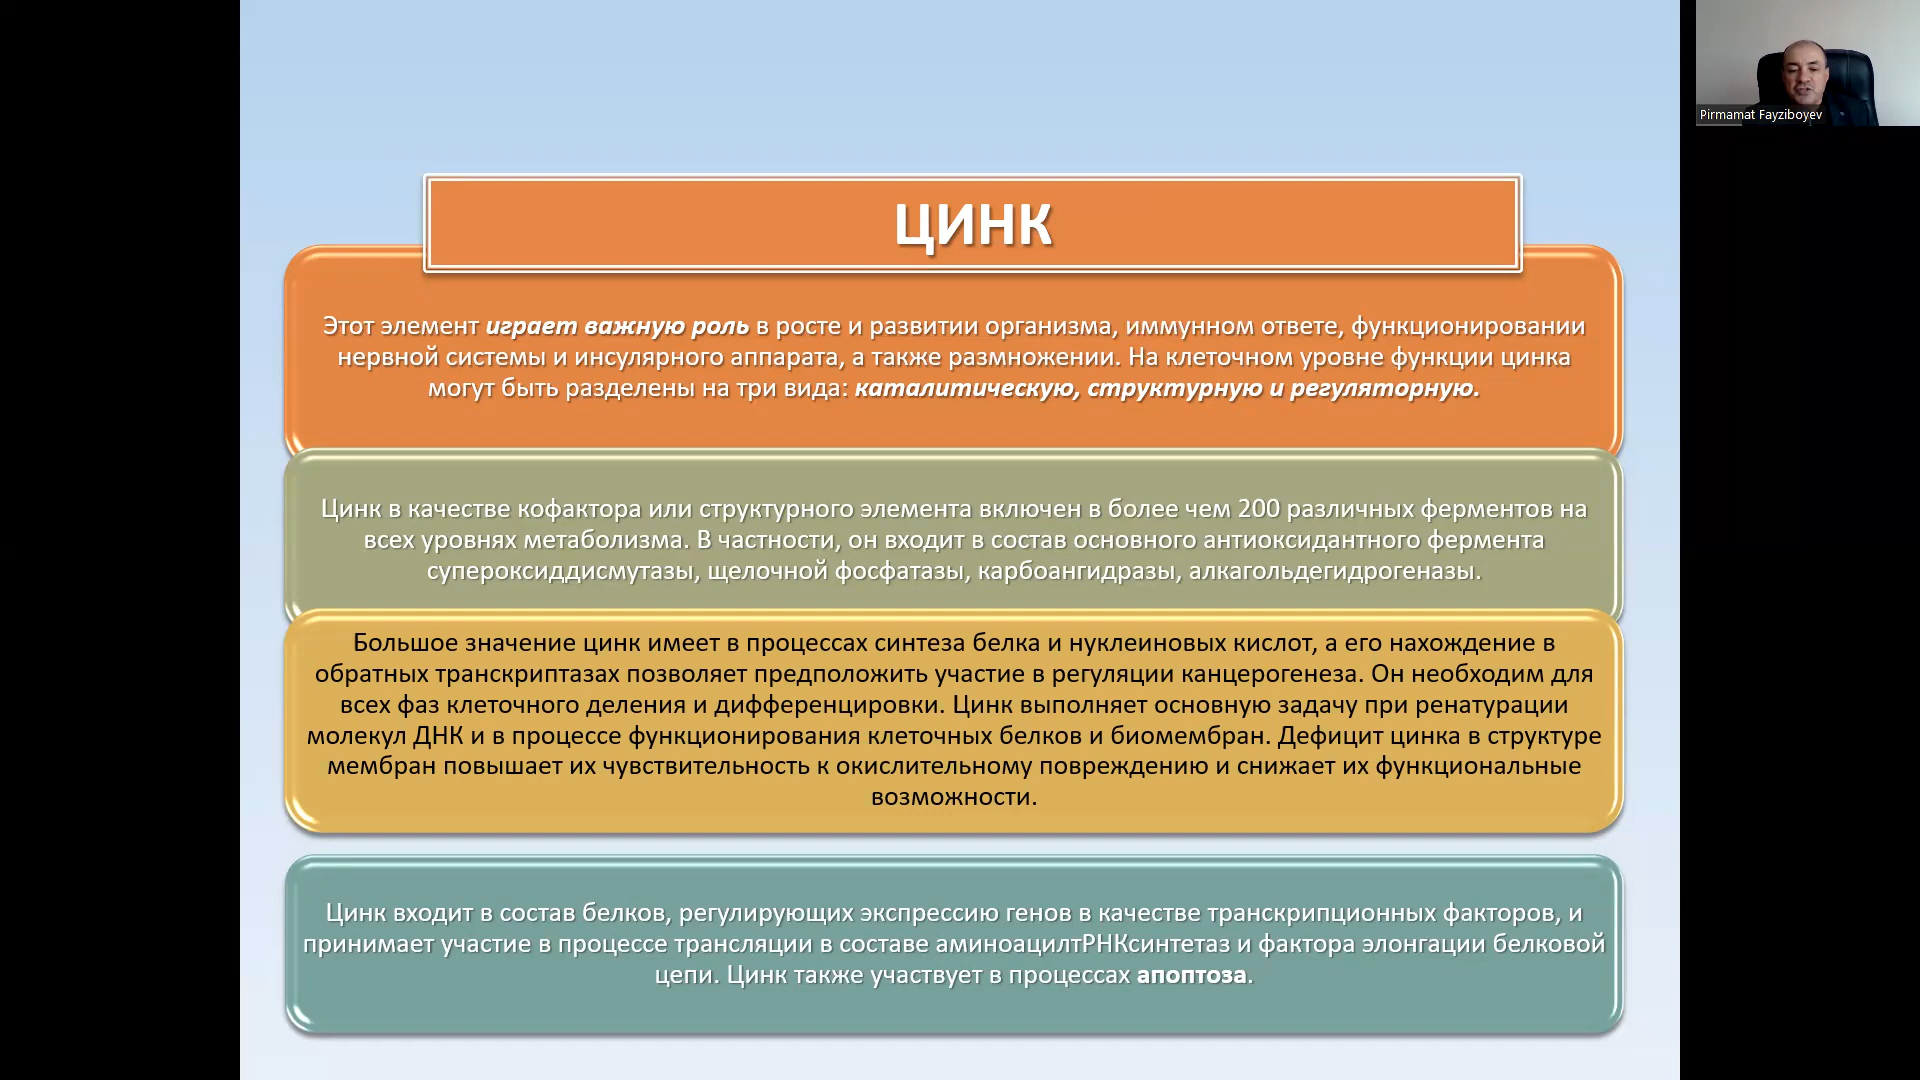 Pirmamat Fayziboyev
ЦИНК
Этот элемент играет важную роль в росте и развитии организма, иммунном ответе, функционировании
нервной системы и инсулярного аппарата, а также размножении. На клеточном уровне функции цинка
могут быть разделены на три вида: каталитическую, структурную и регуляторную.
Цинк в качестве кофактора или структурного элемента включен в более чем 200 различных ферментов на
всех уровнях метаболизма. В частности, он входит в состав основного антиоксидантного фермента
супероксиддисмутазы, щелочной фосфатазы, карбоангидразы, алкагольдегидрогеназы.
Большое значение цинк имеет в процессах синтеза белка и нуклеиновых кислот, а его нахождение в
обратных транскриптазах позволяет предположить участие в регуляции канцерогенеза. Он необходим для
всех фаз клеточного деления и дифференцировки. Цинк выполняет основную задачу при ренатурации
молекул ДНК и в процессе функционирования клеточных белков и биомембран. Дефицит цинка в структуре
мембран повышает их чувствительность к окислительному повреждению и снижает их функциональные
возможности.
Цинк входит в состав белков, регулирующих экспрессию генов в качестве транскрипционных факторов, и
принимает участие в процессе трансляции в составе аминоацилтРНКсинтетаз и фактора элонгации белковой
цепи. Цинк также участвует в процессах апоптоза.